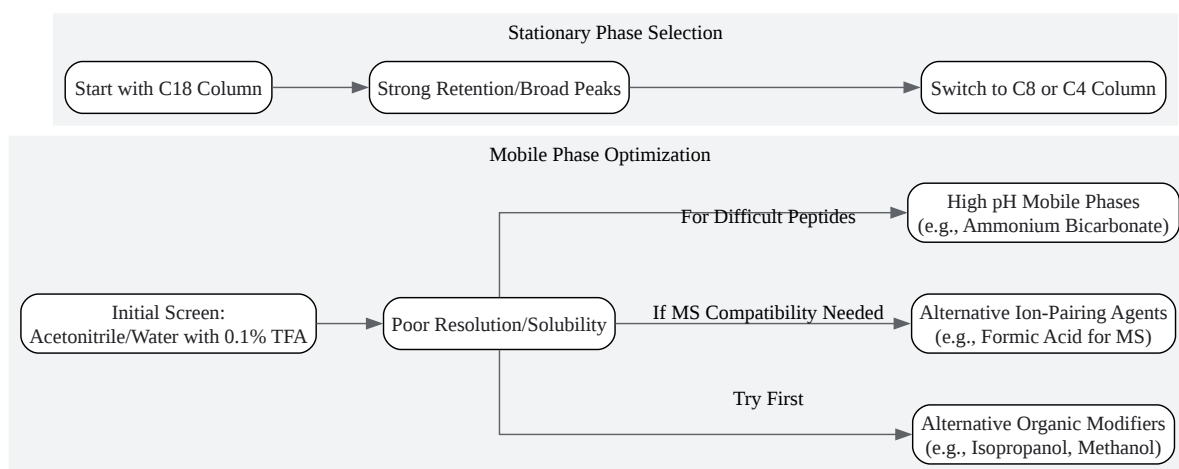 Stationary Phase Selection
Start with C18 Column
Strong Retention/Broad Peaks
Switch to C8 or C4 Column
Mobile Phase Optimization
For Difficult Peptides
High pH Mobile Phases
(e.g., Ammonium Bicarbonate)
Initial Screen:
Acetonitrile/Water with 0.1% TFA
Poor Resolution/Solubility
If MS Compatibility Needed
Alternative Ion-Pairing Agents
(e.g., Formic Acid for MS)
Try First
Alternative Organic Modifiers
(e.g., Isopropanol, Methanol)